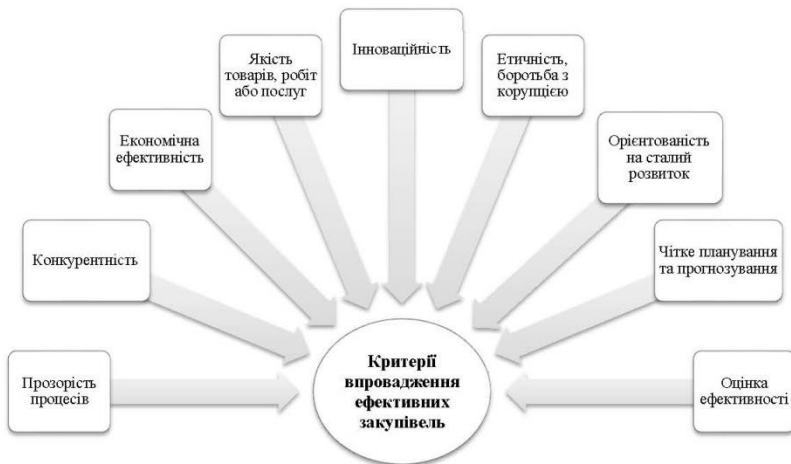 Прозорість
процесів
Конкурентність
Економічна
ефективність
Якість
товарів, робіт
або послуг
Інноваційність
Етичність,
боротьба з
корупцією
Орієнтованість
на сталий
розвиток
Чітке планування
та прогнозування
Оцінка
ефективності
Критерії
впровадження
ефективних
закупівель